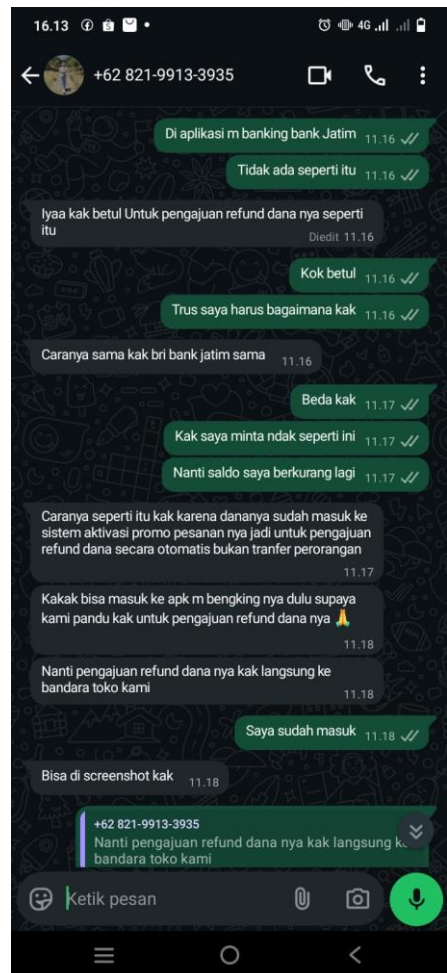 16.13
4G
+62 821-9913-3935
Di aplikasi m banking bank Jatim 11.16
Tidak ada seperti itu 11.16
Iyaa kak betul Untuk pengajuan refund dana nya seperti
itu
Diedit 11.16
Kok betul 11.16
Trus saya harus bagaimana kak 11.16
Caranya sama kak bri bank jatim sama 11.16
Beda kak 11.17
Kak saya minta ndak seperti ini 11.17
Nanti saldo saya berkurang lagi 11.17
Caranya seperti itu kak karena dananya sudah masuk ke
sistem aktivasi promo pesanan nya jadi untuk pengajuan
refund dana secara otomatis bukan tranfer perorangan
11.17
Kakak bisa masuk ke apk m bengking nya dulu supaya
kami pandu kak untuk pengajuan refund dana nya 🙏
11.18
Nanti pengajuan refund dana nya kak langsung ke
bandara toko kami
11.18
Saya sudah masuk 11.18
Bisa di screenshot kak 11.18
+62 821-9913-3935
Nanti pengajuan refund dana nya kak langsung
bandara toko kami
Ketik pesan